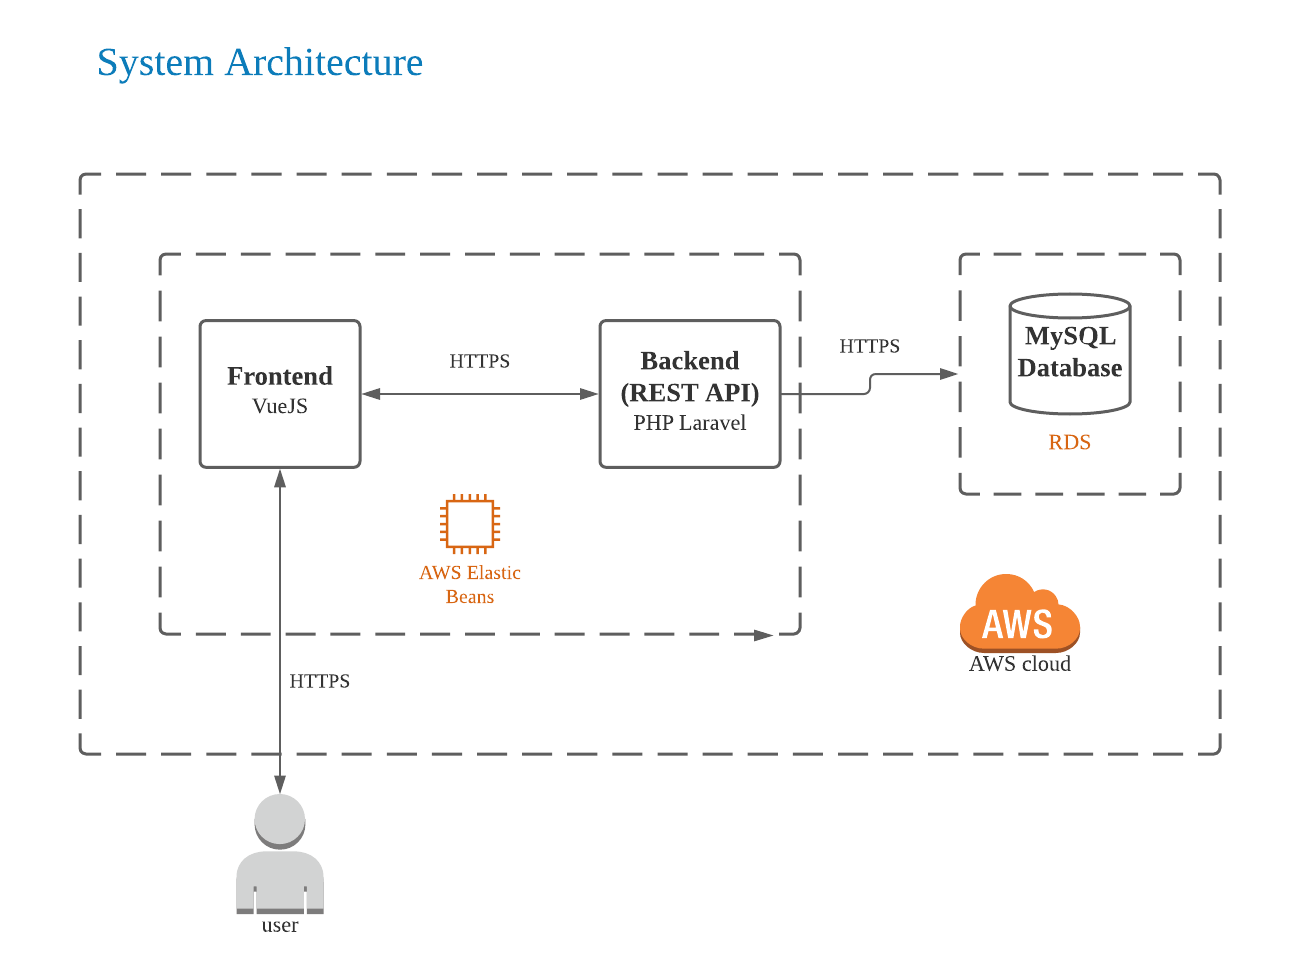 System Architecture
HTTPS
MySQL
Database
Backend
(REST API)
PHP Laravel
HTTPS
Frontend
VueJS
RDS
AWS Elastic
Beans
AWS
AWS cloud
HTTPS
user